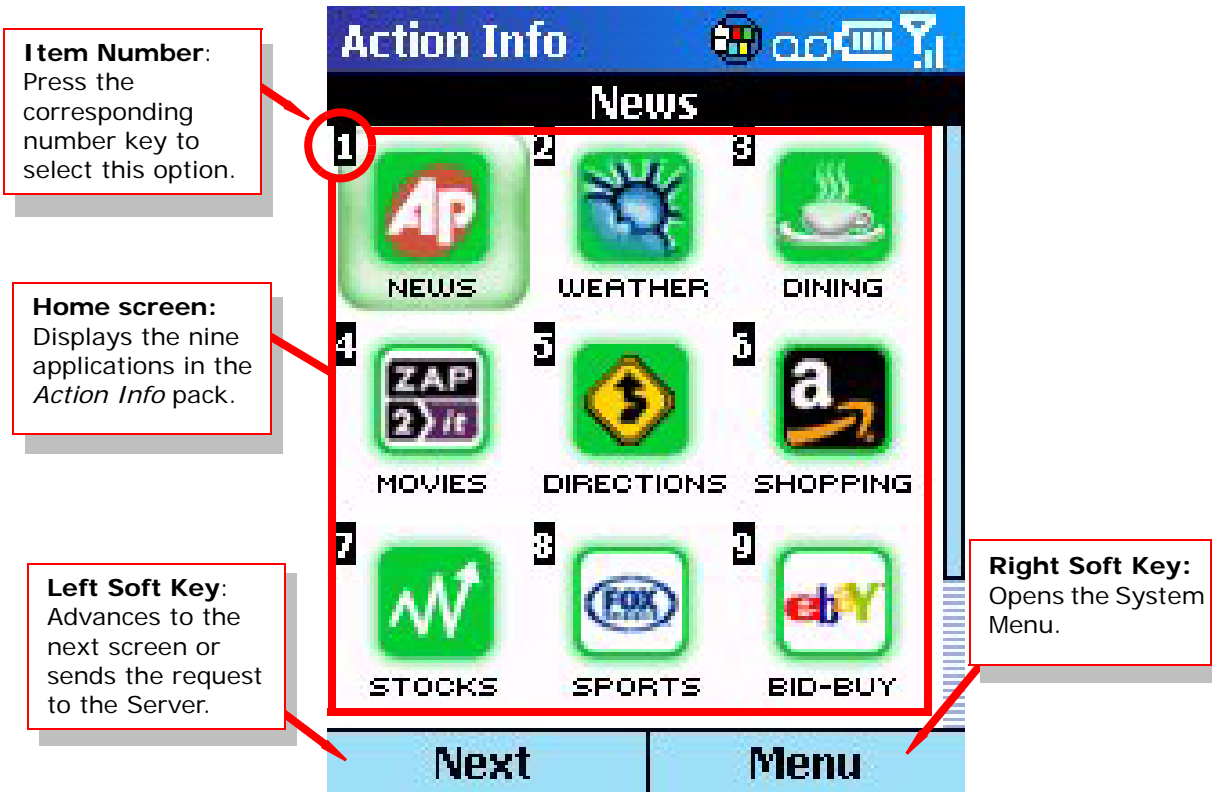 Item Number:
Press the
corresponding
number key to
select this option.
Home screen:
Displays the nine
applications in the
Action Info pack.
Left Soft Key:
Advances to the
next screen or
sends the request
to the Server.
Action Info
News
1
AP
NEWS
2
WEATHER
3
DINING
4
ZAP
2 it
MOVIES
5
DIRECTIONS
6
a
SHOPPING
7
STOCKS
8
FOX
SPORTS
9
ebay
BID-BUY
Next
Menu
Right Soft Key:
Opens the System
Menu.